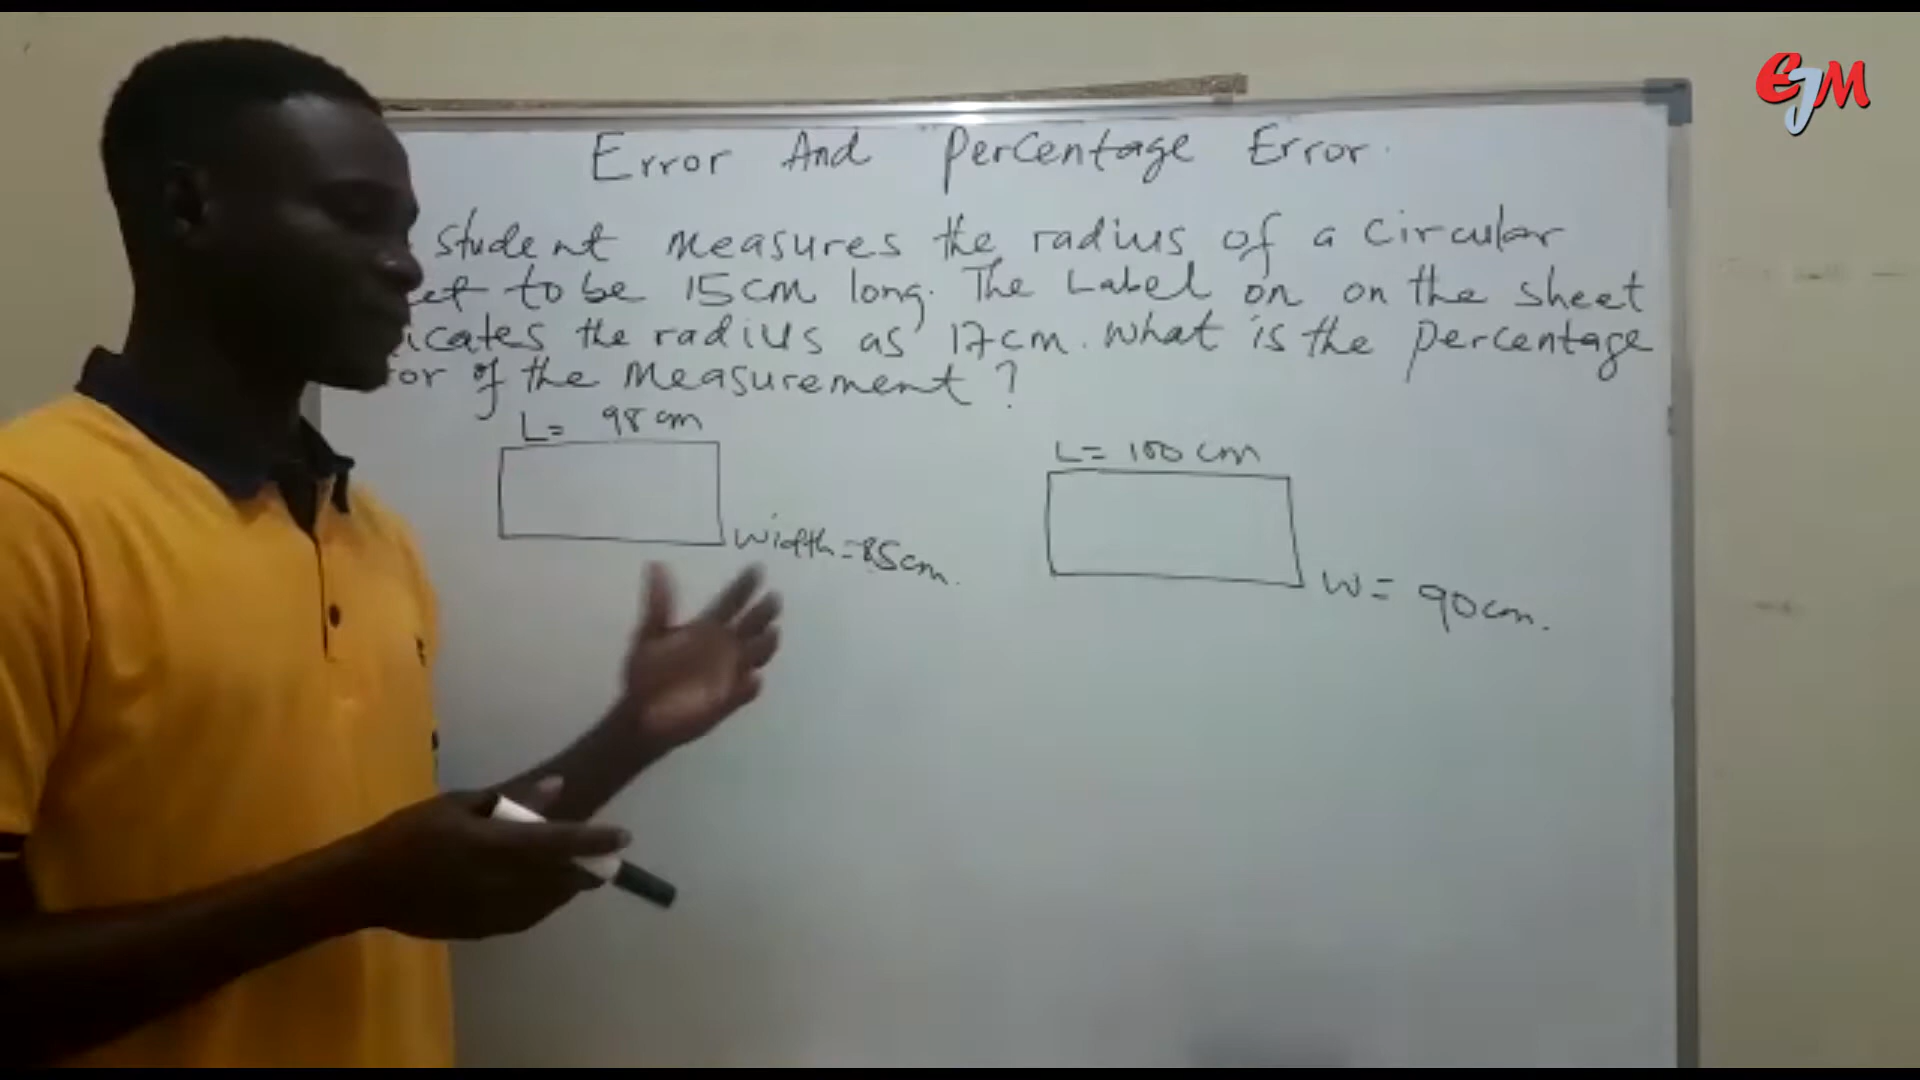 EJM
Error And Percentage Error.
student measures the radius of a circular
to be 15cm long. The Label on on the sheet
icates the radius as 17cm. What is the percentage
or of the measurement?
L= 98 cm
L= 100 cm
Width=85cm.
W= 90cm.